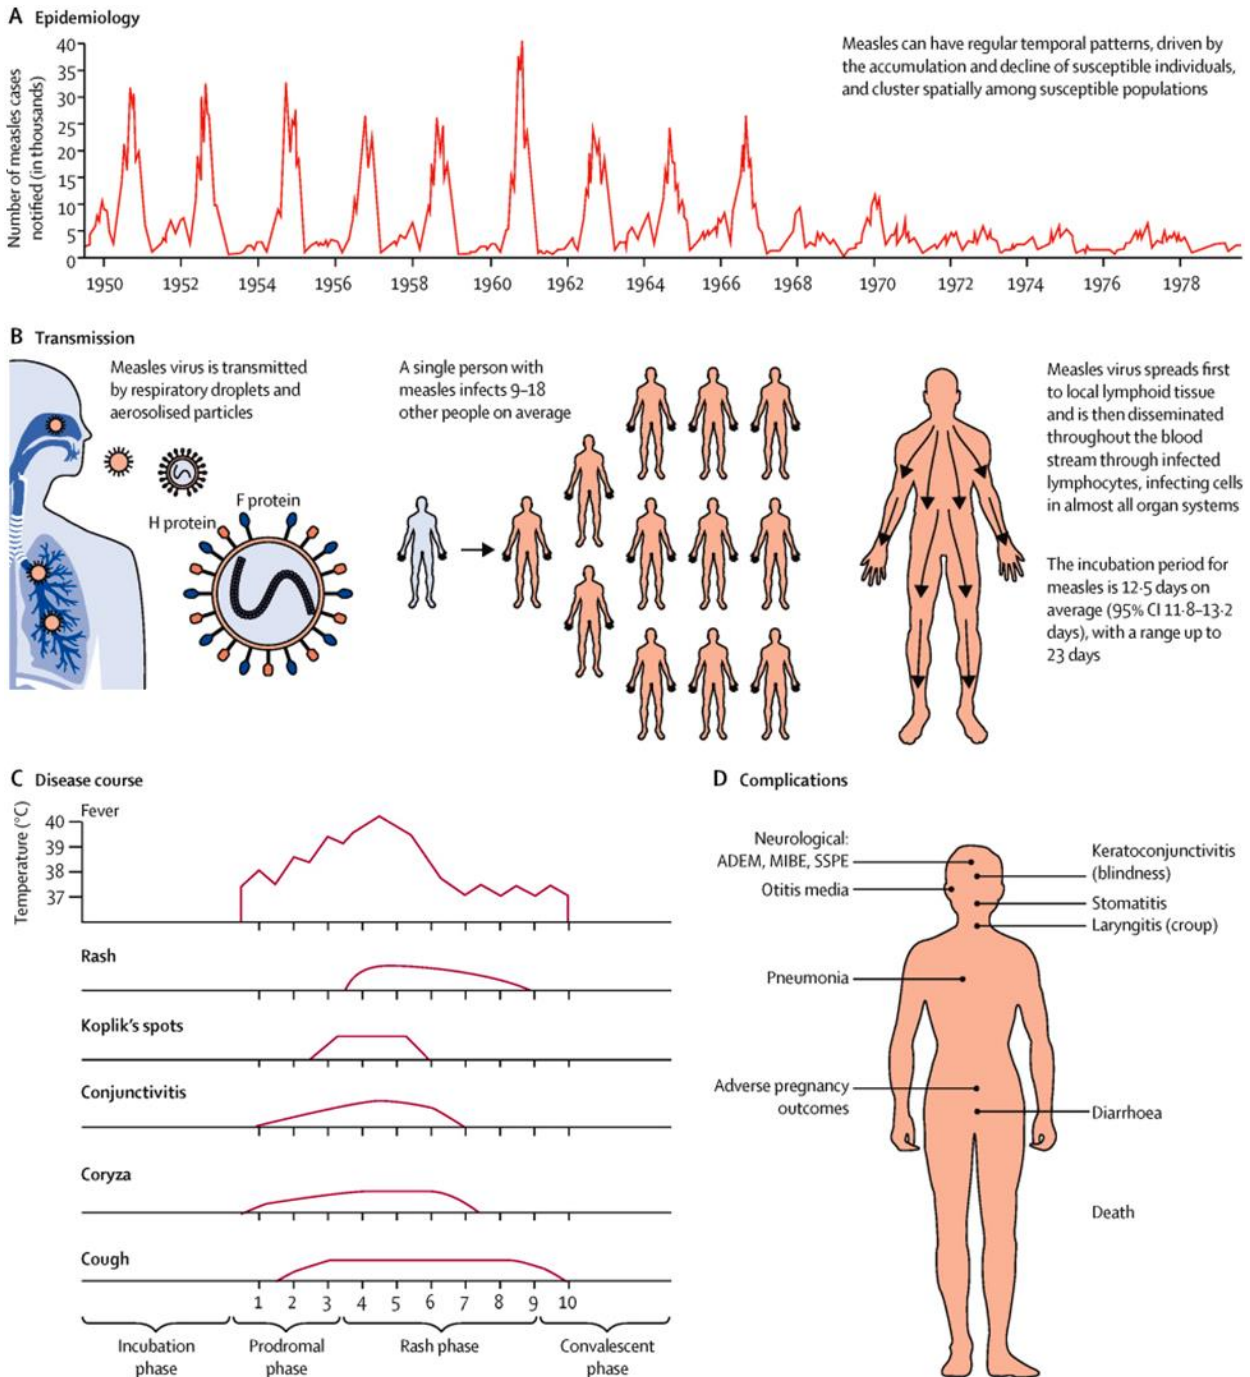 A Epidemiology
Number of measles cases
notified (in thousands)
40
35
30
25
20
15
10
5
0
1950 1952 1954 1956 1958 1960 1962 1964 1966 1968 1970 1972 1974 1976 1978
Measles can have regular temporal patterns, driven by
the accumulation and decline of susceptible individuals,
and cluster spatially among susceptible populations
B Transmission
Measles virus is transmitted
by respiratory droplets and
aerosolised particles
F protein
H protein
A single person with
measles infects 9–18
other people on average
Measles virus spreads first
to local lymphoid tissue
and is then disseminated
throughout the blood
stream through infected
lymphocytes, infecting cells
in almost all organ systems
The incubation period for
measles is 12·5 days on
average (95% CI 11·8–13·2
days), with a range up to
23 days
C Disease course
Temperature (°C)
Fever
40
39
38
37
Rash
Koplik's spots
Conjunctivitis
Coryza
Cough
1 2 3 4 5 6 7 8 9 10
Incubation
phase
Prodromal
phase
Rash phase
Convalescent
phase
D Complications
Neurological:
ADEM, MIBE, SSPE
Otitis media
Pneumonia
Adverse pregnancy
outcomes
Keratoconjunctivitis
(blindness)
Stomatitis
Laryngitis (croup)
Diarrhoea
Death